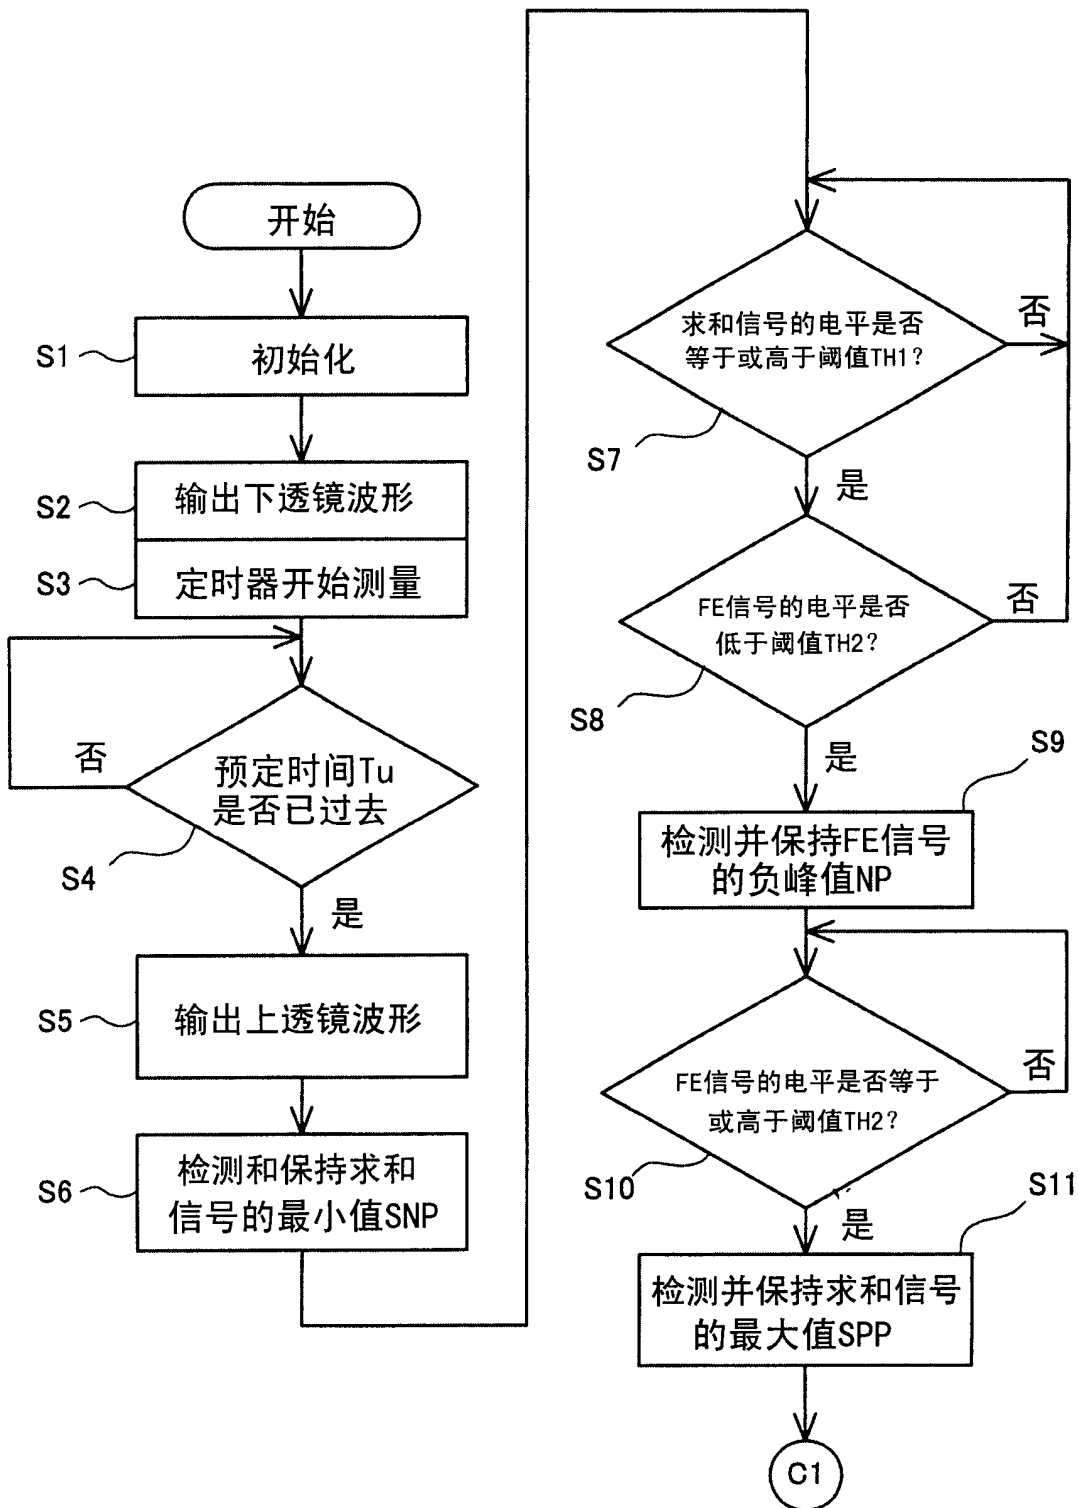 开始
S1
初始化
S2
输出下透镜波形
S3
定时器开始测量
否
预定时间Tu
是否已过去
S4
是
S5
输出上透镜波形
S6
检测和保持求和
信号的最小值SNP
求和信号的电平是否
等于或高于阈值TH1?
否
S7
是
FE信号的电平是否
低于阈值TH2?
否
S8
是
S9
检测并保持FE信号
的负峰值NP
FE信号的电平是否等于
或高于阈值TH2?
否
S10
是
S11
检测并保持求和信号
的最大值SPP
C1